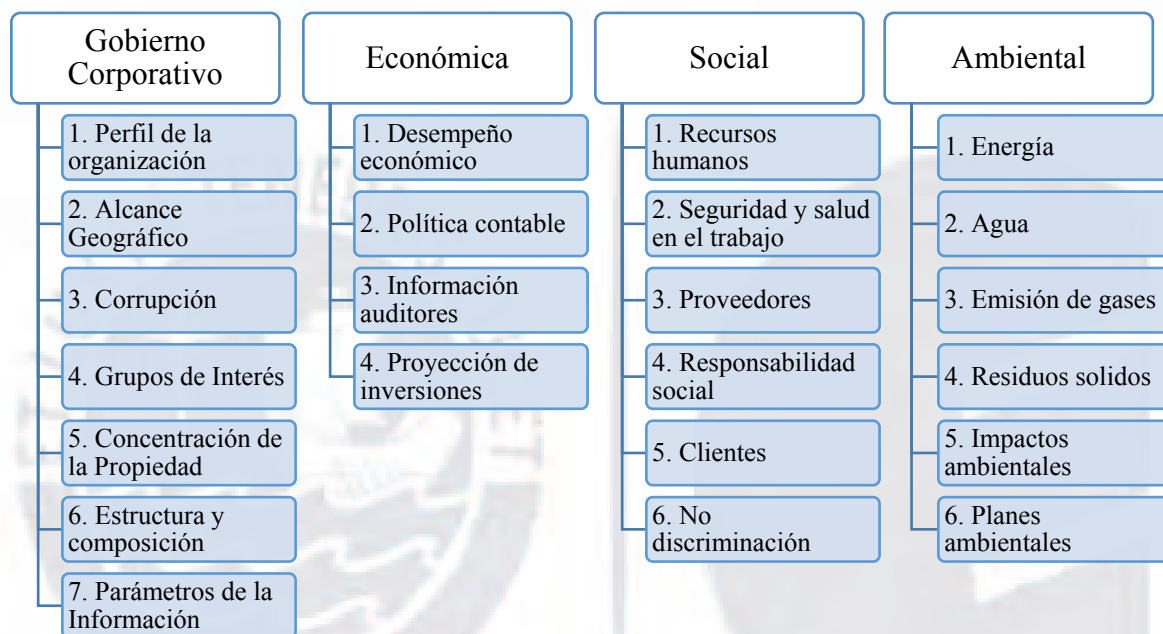 Gobierno
Corporativo
1. Perfil de la
organización
2. Alcance
Geográfico
3. Corrupción
4. Grupos de Interés
5. Concentración de
la Propiedad
6. Estructura y
composición
7. Parámetros de la
Información
Económica
1. Desempeño
económico
2. Política contable
3. Información
auditores
4. Proyección de
inversiones
Social
1. Recursos
humanos
2. Seguridad y salud
en el trabajo
3. Proveedores
4. Responsabilidad
social
5. Clientes
6. No
discriminación
Ambiental
1. Energía
2. Agua
3. Emisión de gases
4. Residuos solidos
5. Impactos
ambientales
6. Planes
ambientales